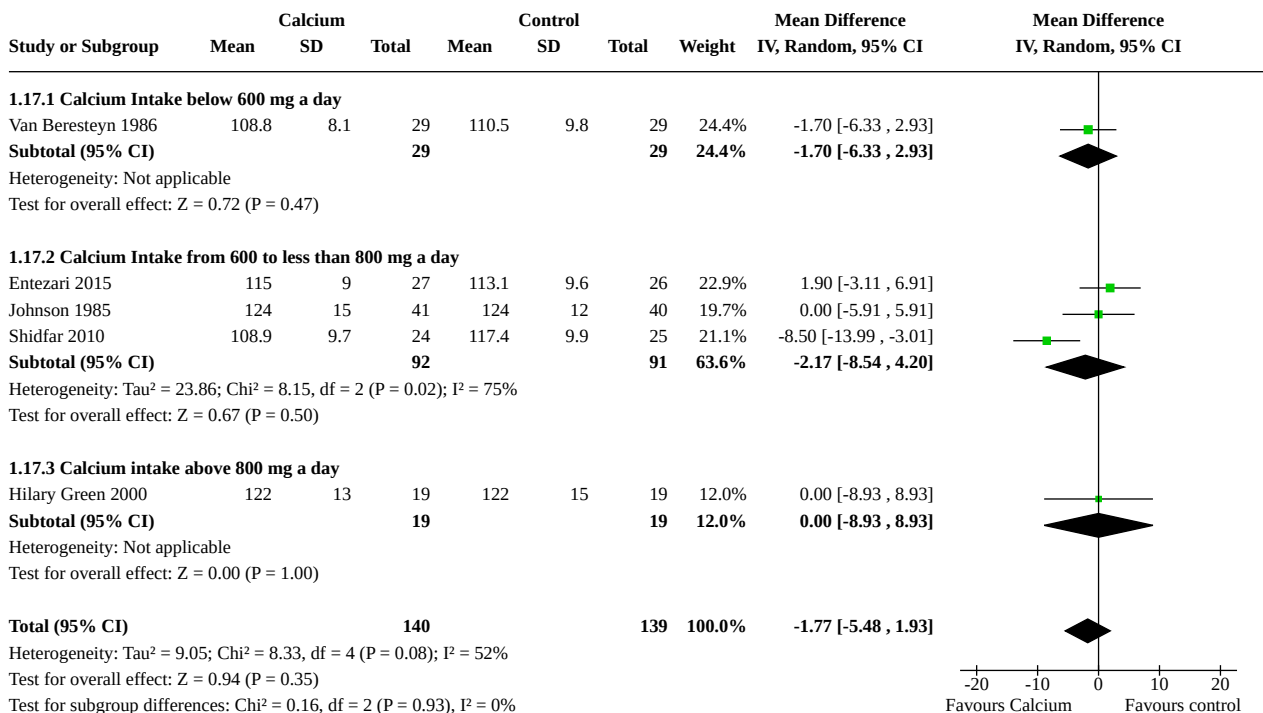 Calcium Control Mean Difference Mean Difference
Study or Subgroup Mean SD Total Mean SD Total Weight IV, Random, 95% CI IV, Random, 95% CI
1.17.1 Calcium Intake below 600 mg a day
Van Beresteyn 1986 108.8 8.1 29 110.5 9.8 29 24.4% -1.70 [-6.33 , 2.93]
Subtotal (95% CI) 29 29 24.4% -1.70 [-6.33 , 2.93]
Heterogeneity: Not applicable
Test for overall effect: Z = 0.72 (P = 0.47)
1.17.2 Calcium Intake from 600 to less than 800 mg a day
Entezari 2015 115 9 27 113.1 9.6 26 22.9% 1.90 [-3.11 , 6.91]
Johnson 1985 124 15 41 124 12 40 19.7% 0.00 [-5.91 , 5.91]
Shidfar 2010 108.9 9.7 24 117.4 9.9 25 21.1% -8.50 [-13.99 , -3.01]
Subtotal (95% CI) 92 91 63.6% -2.17 [-8.54 , 4.20]
Heterogeneity: Tau² = 23.86; Chi² = 8.15, df = 2 (P = 0.02); I² = 75%
Test for overall effect: Z = 0.67 (P = 0.50)
1.17.3 Calcium intake above 800 mg a day
Hilary Green 2000 122 13 19 122 15 19 12.0% 0.00 [-8.93 , 8.93]
Subtotal (95% CI) 19 19 12.0% 0.00 [-8.93 , 8.93]
Heterogeneity: Not applicable
Test for overall effect: Z = 0.00 (P = 1.00)
Total (95% CI) 140 139 100.0% -1.77 [-5.48 , 1.93]
Heterogeneity: Tau² = 9.05; Chi² = 8.33, df = 4 (P = 0.08); I² = 52%
Test for overall effect: Z = 0.94 (P = 0.35)
Test for subgroup differences: Chi² = 0.16, df = 2 (P = 0.93), I² = 0%
-20 -10 0 10 20
Favours Calcium Favours control